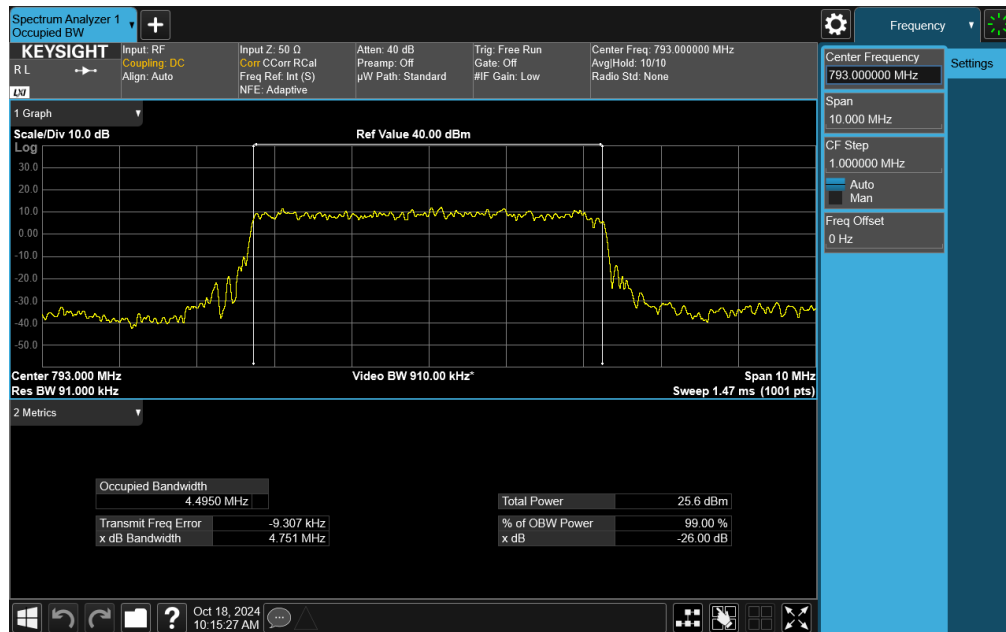 Spectrum Analyzer 1
Occupied BW
Frequency
KEYSIGHT
R L
LXI
Input: RF
Coupling: DC
Align: Auto
Input Z: 50 Ω
Corr CCorr RCal
Freq Ref: Int (S)
NFE: Adaptive
Atten: 40 dB
Preamp: Off
µW Path: Standard
Trig: Free Run
Gate: Off
#IF Gain: Low
Center Freq: 793.000000 MHz
Avg|Hold: 10/10
Radio Std: None
Center Frequency
793.000000 MHz
Settings
Span
10.000 MHz
CF Step
1.000000 MHz
Auto
Man
Freq Offset
0 Hz
1 Graph
Scale/Div 10.0 dB
Ref Value 40.00 dBm
Log
30.0
20.0
10.0
0.00
-10.0
-20.0
-30.0
-40.0
-50.0
Center 793.000 MHz
Video BW 910.00 kHz*
Span 10 MHz
Res BW 91.000 kHz
Sweep 1.47 ms (1001 pts)
2 Metrics
Occupied Bandwidth
4.4950 MHz
Total Power 25.6 dBm
Transmit Freq Error -9.307 kHz
% of OBW Power 99.00 %
x dB Bandwidth 4.751 MHz
x dB -26.00 dB
Oct 18, 2024
10:15:27 AM